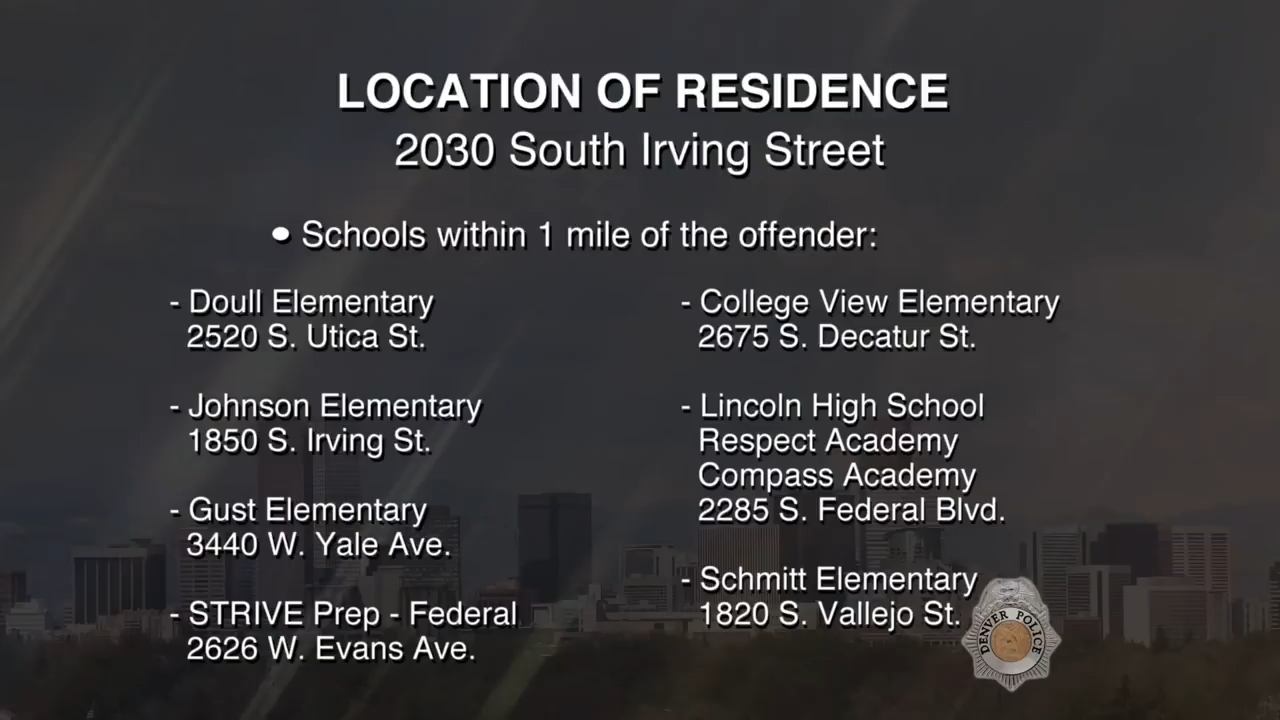 LOCATION OF RESIDENCE
2030 South Irving Street
• Schools within 1 mile of the offender:
- Doull Elementary
2520 S. Utica St.
- Johnson Elementary
1850 S. Irving St.
- Gust Elementary
3440 W. Yale Ave.
- STRIVE Prep - Federal
2626 W. Evans Ave.
- College View Elementary
2675 S. Decatur St.
- Lincoln High School
Respect Academy
Compass Academy
2285 S. Federal Blvd.
- Schmitt Elementary
1820 S. Vallejo St.
DENVER POLICE